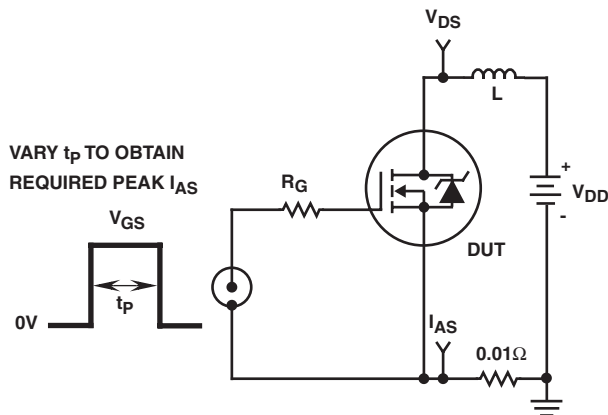 V_DS
L
VARY t_P TO OBTAIN
REQUIRED PEAK I_AS
R_G
+
V_DD
-
V_GS
DUT
t_P
0V
I_AS
0.01Ω